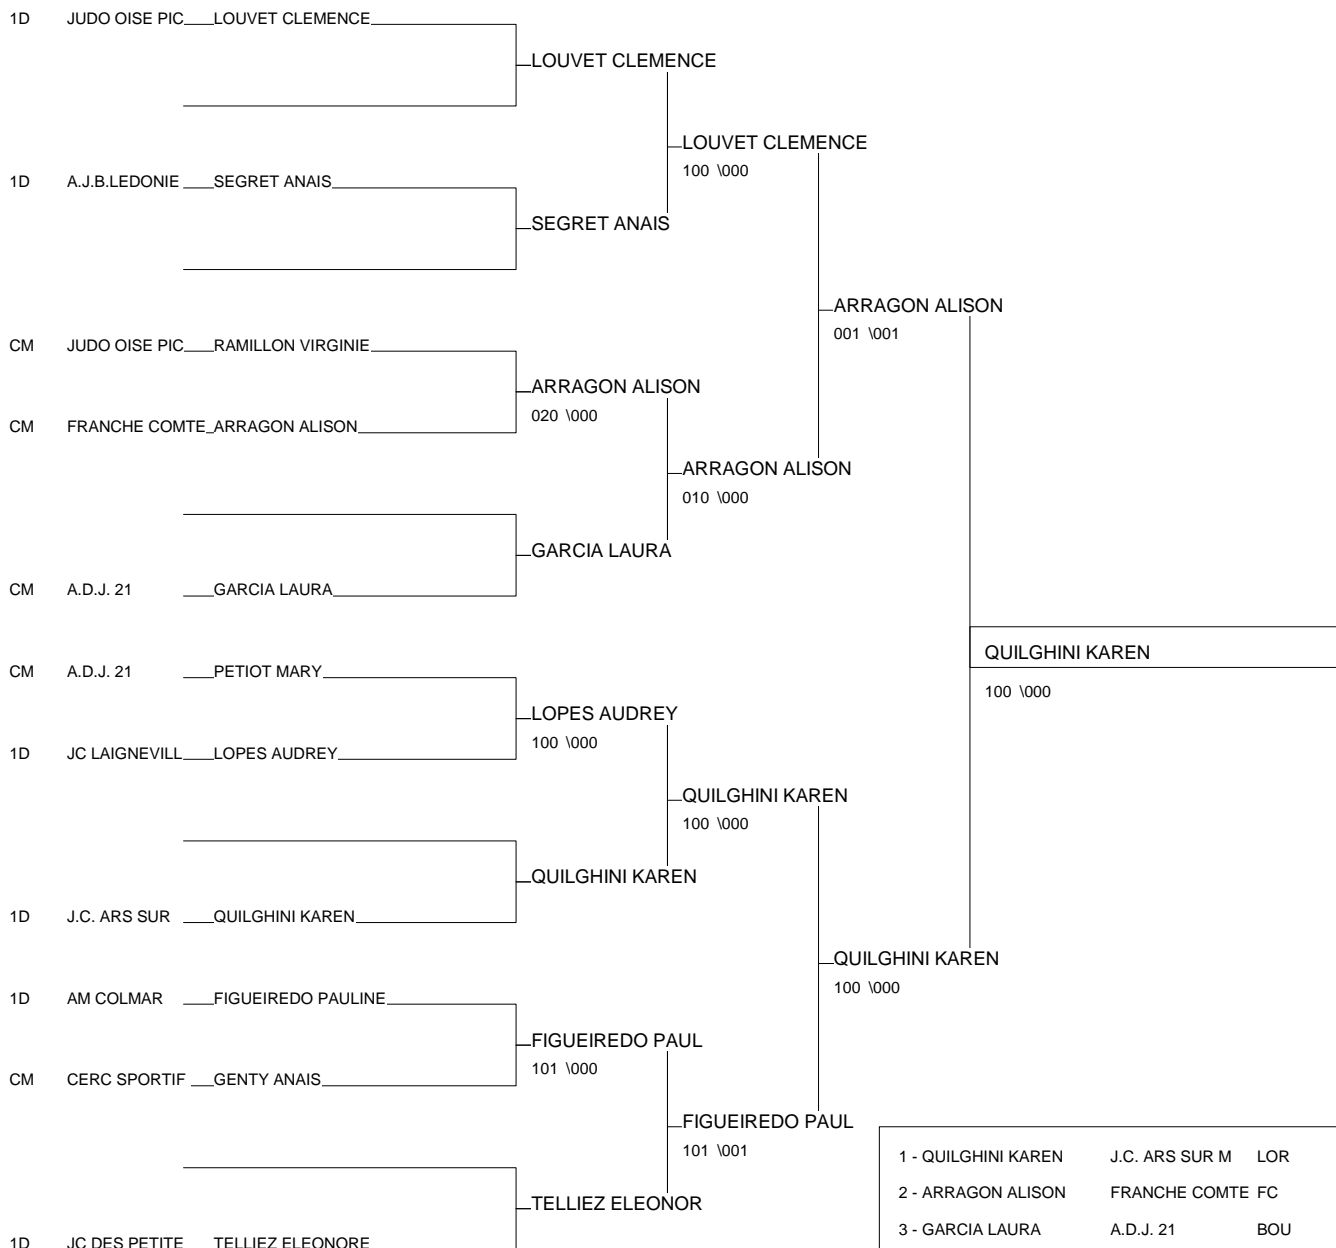 1D JUDO OISE PIC LOUVET CLEMENCE
LOUVET CLEMENCE
LOUVET CLEMENCE
100 \000
1D A.J.B.LEDONIE SEGRET ANAIS
SEGRET ANAIS
ARRAGON ALISON
001 \001
CM JUDO OISE PIC RAMILLON VIRGINIE
ARRAGON ALISON
020 \000
CM FRANCHE COMTE ARRAGON ALISON
ARRAGON ALISON
010 \000
GARCIA LAURA
CM A.D.J. 21 GARCIA LAURA
QUILGHINI KAREN
100 \000
CM A.D.J. 21 PETIOT MARY
LOPES AUDREY
100 \000
1D JC LAIGNEVILL LOPES AUDREY
QUILGHINI KAREN
100 \000
QUILGHINI KAREN
1D J.C. ARS SUR QUILGHINI KAREN
QUILGHINI KAREN
100 \000
1D AM COLMAR FIGUEIREDO PAULINE
FIGUEIREDO PAUL
101 \000
CM CERC SPORTIF GENTY ANAIS
FIGUEIREDO PAUL
101 \001
TELLIEZ ELEONOR
1D JC DES PETITE TELLIEZ ELEONORE
1 - QUILGHINI KAREN J.C. ARS SUR M LOR
2 - ARRAGON ALISON FRANCHE COMTE FC
3 - GARCIA LAURA A.D.J. 21 BOU